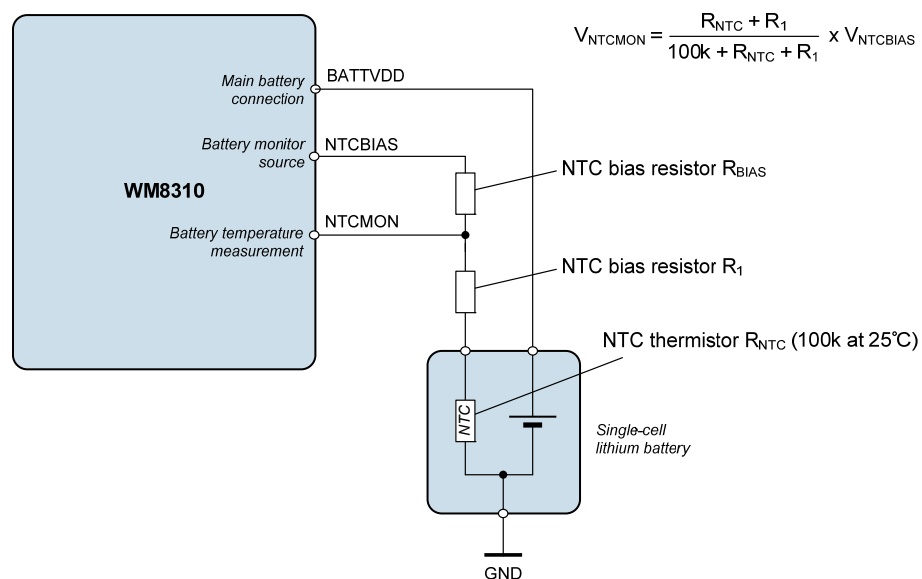 V_NTCMON = (R_NTC + R_1) / (100k + R_NTC + R_1) x V_NTCBIAS
Main battery
connection
BATTVDD
Battery monitor
source
NTCBIAS
WM8310
NTC bias resistor R_BIAS
Battery temperature
measurement
NTCMON
NTC bias resistor R_1
NTC thermistor R_NTC (100k at 25°C)
NTC
Single-cell
lithium battery
GND